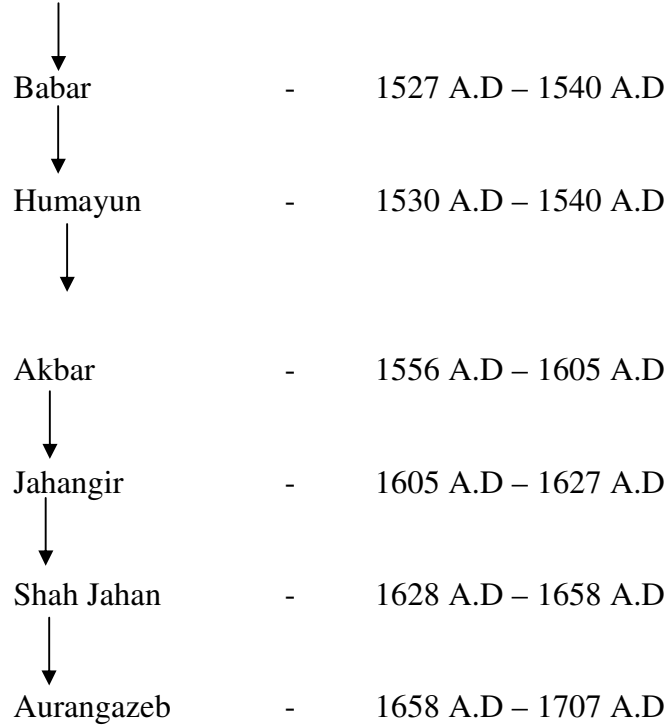 Babar - 1527 A.D – 1540 A.D
Humayun - 1530 A.D – 1540 A.D
Akbar - 1556 A.D – 1605 A.D
Jahangir - 1605 A.D – 1627 A.D
Shah Jahan - 1628 A.D – 1658 A.D
Aurangazeb - 1658 A.D – 1707 A.D